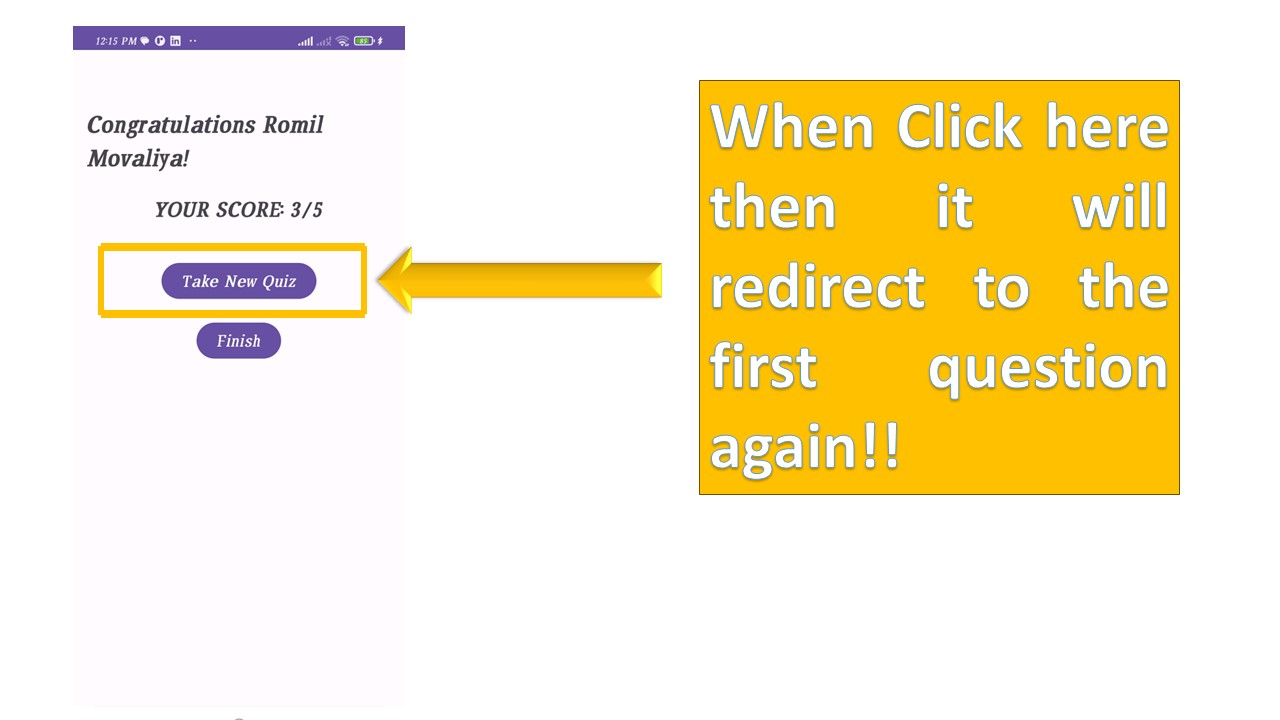 12:15 PM
85
Congratulations Romil
Movaliya!
YOUR SCORE: 3/5
Take New Quiz
Finish
When Click here
then it will
redirect to the
first question
again!!